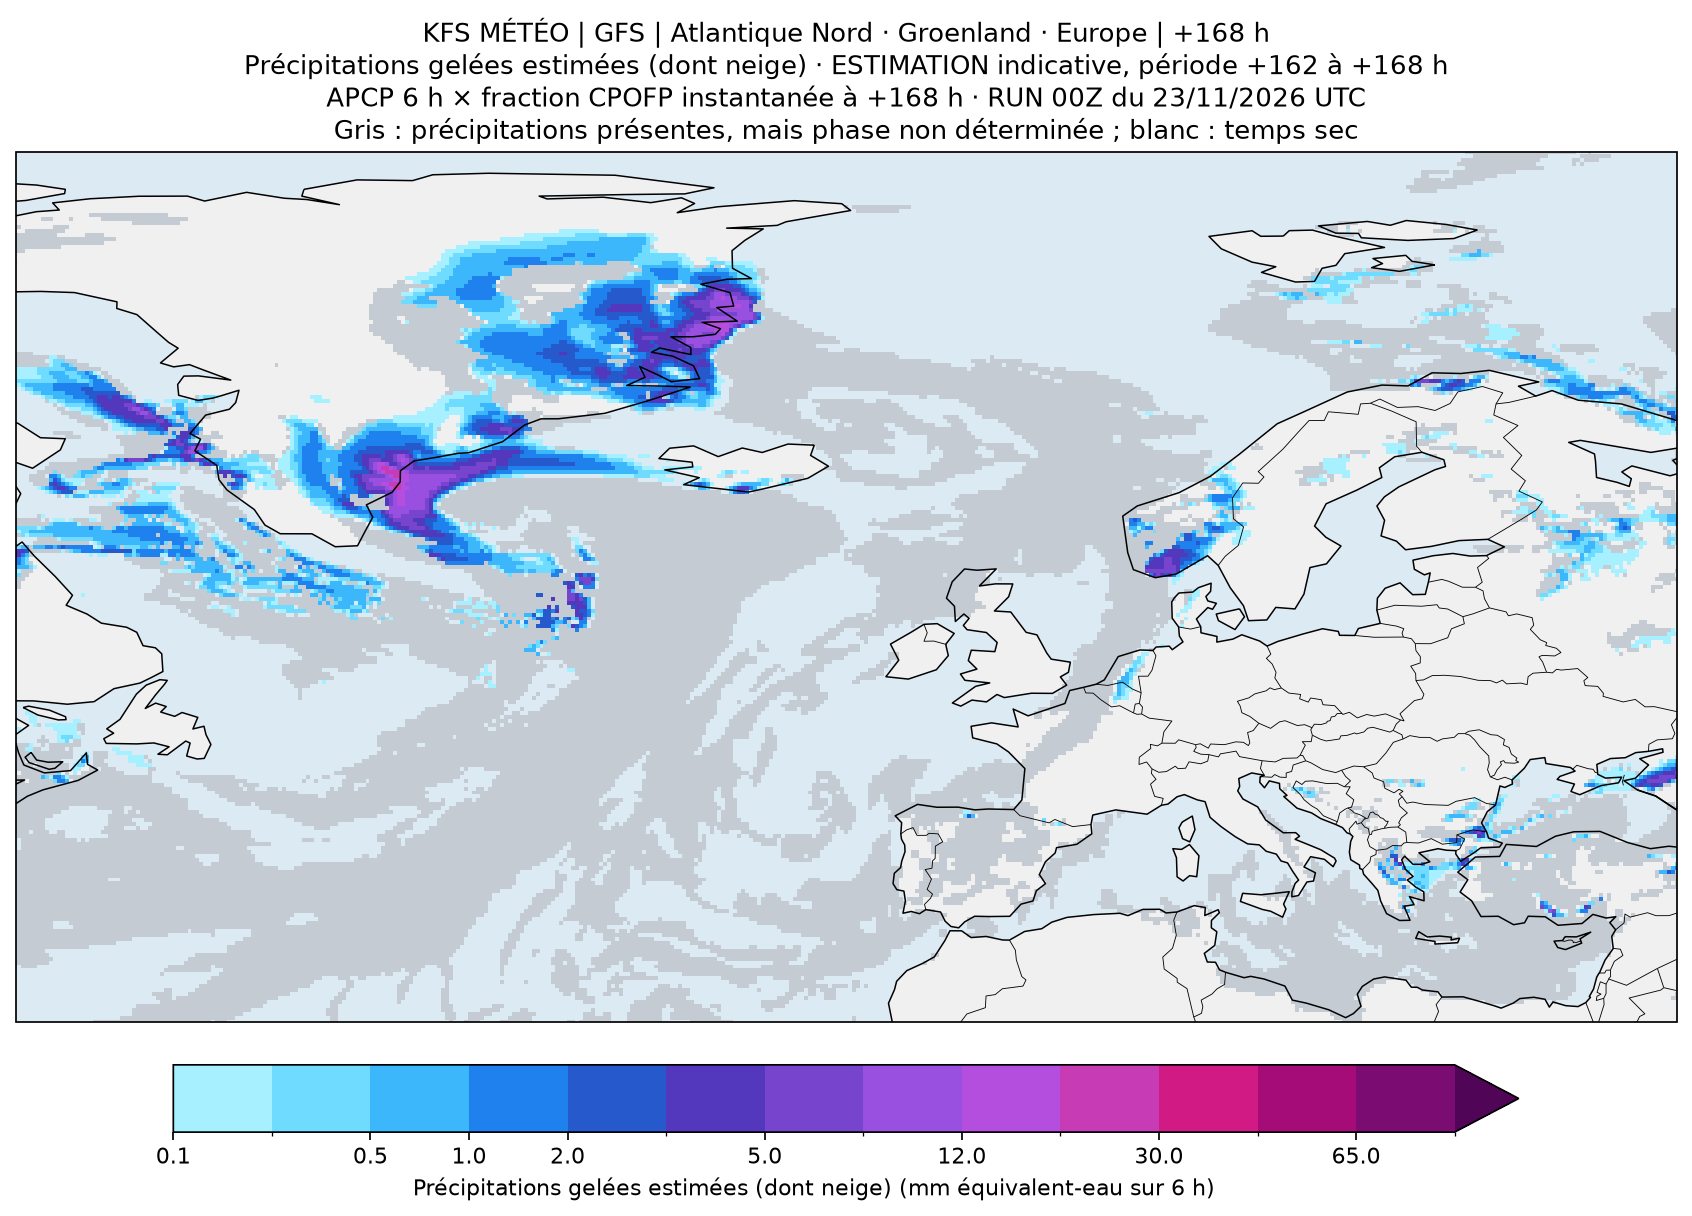 KFS MÉTÉO | GFS | Atlantique Nord · Groenland · Europe | +168 h
Précipitations gelées estimées (dont neige) · ESTIMATION indicative, période +162 à +168 h
APCP 6 h × fraction CPOFP instantanée à +168 h · RUN 00Z du 23/11/2026 UTC
Gris : précipitations présentes, mais phase non déterminée ; blanc : temps sec
0.1 0.5 1.0 2.0 5.0 12.0 30.0 65.0
Précipitations gelées estimées (dont neige) (mm équivalent-eau sur 6 h)